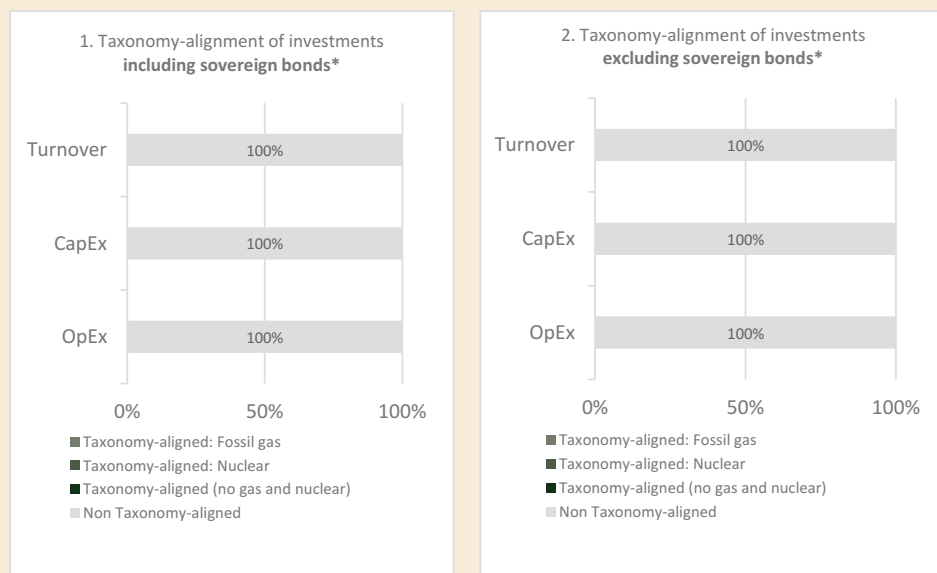 1. Taxonomy-alignment of investments
including sovereign bonds*
Turnover
100%
CapEx
100%
OpEx
100%
0% 50% 100%
Taxonomy-aligned: Fossil gas
Taxonomy-aligned: Nuclear
Taxonomy-aligned (no gas and nuclear)
Non Taxonomy-aligned
2. Taxonomy-alignment of investments
excluding sovereign bonds*
Turnover
100%
CapEx
100%
OpEx
100%
0% 50% 100%
Taxonomy-aligned: Fossil gas
Taxonomy-aligned: Nuclear
Taxonomy-aligned (no gas and nuclear)
Non Taxonomy-aligned